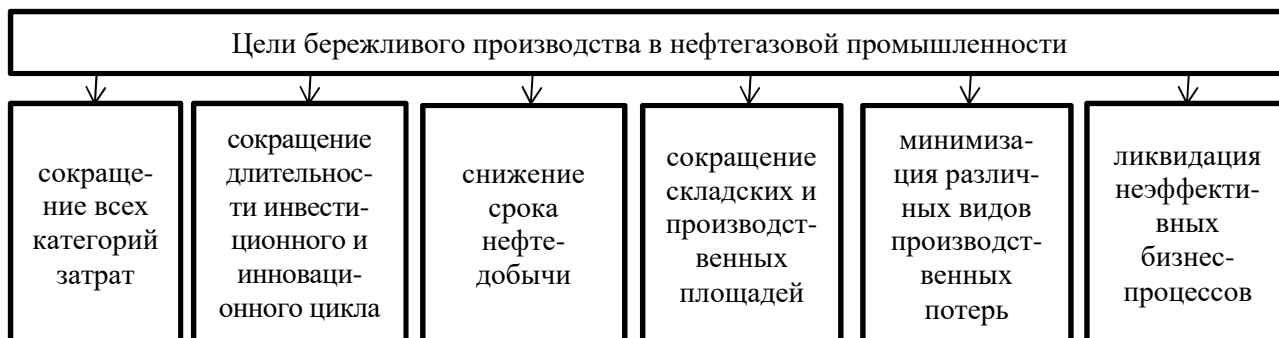 Цели бережливого производства в нефтегазовой промышленности
сокраще-
ние всех
категорий
затрат
сокращение
длительнос-
ти инвести-
ционного и
инноваци-
онного цикла
снижение
срока
нефте-
добычи
сокращение
складских и
производст-
венных
площадей
минимиза-
ция различ-
ных видов
производст-
венных
потерь
ликвидация
неэффекти-
вных
бизнес-
процессов